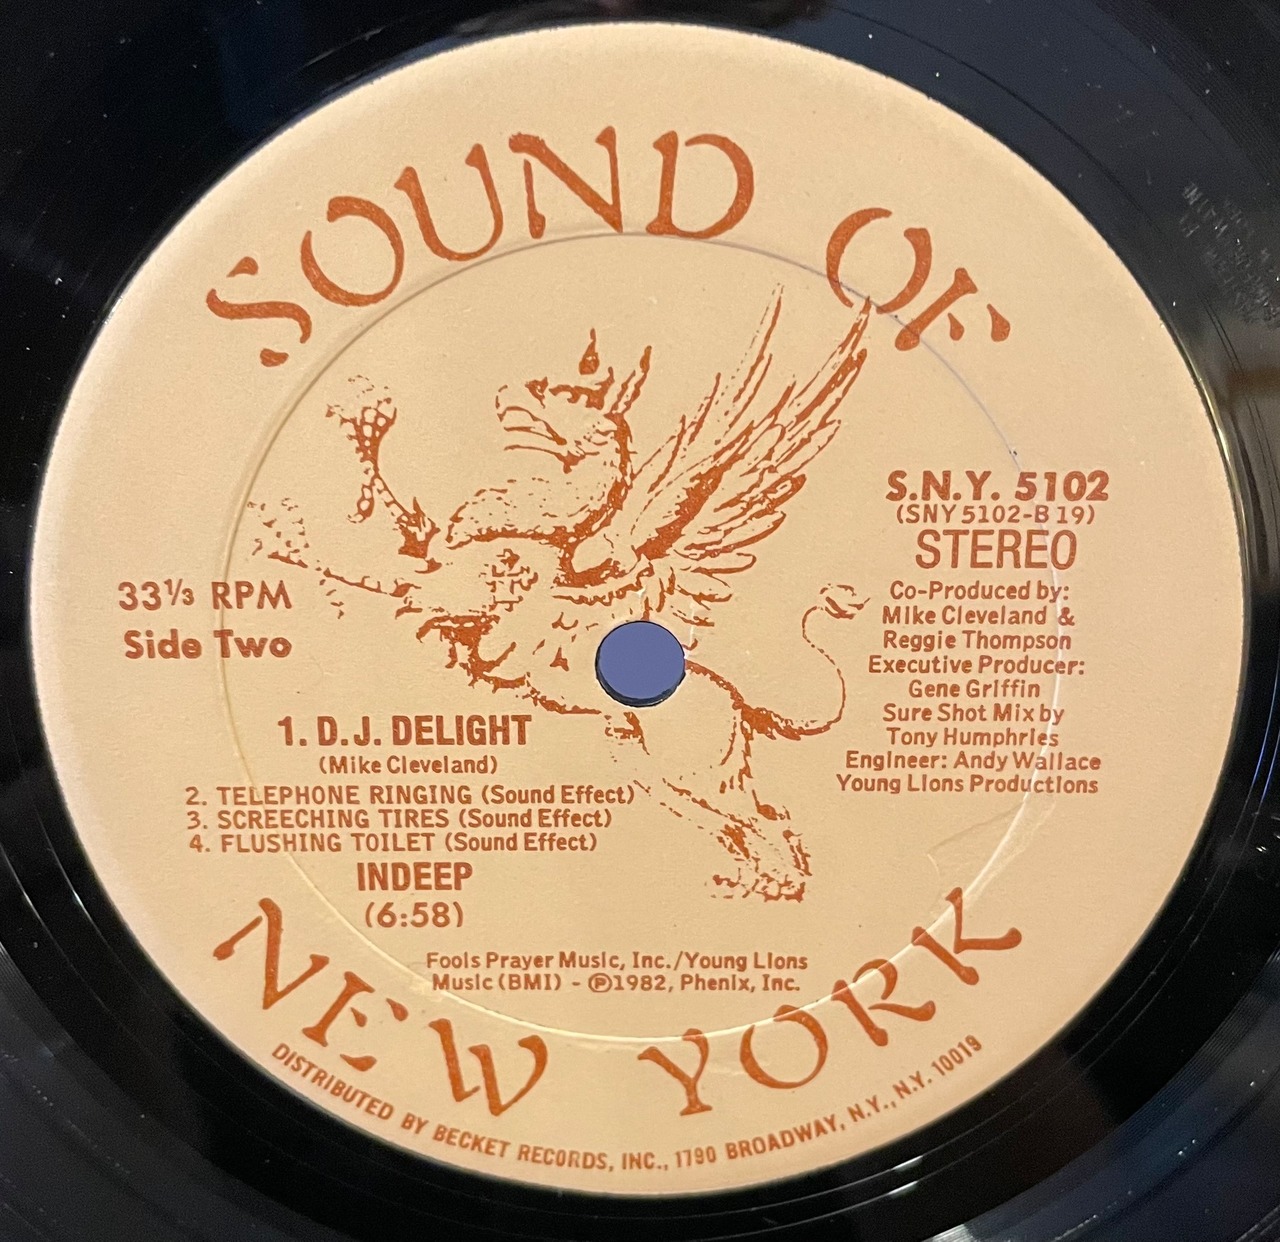 SOUND OF
S.N.Y. 5102
(SNY 5102-B 19)
STEREO
Co-Produced by:
Mike Cleveland &
Reggie Thompson
Executive Producer:
Gene Griffin
Sure Shot Mix by
Tony Humphries
Engineer: Andy Wallace
Young Lions Productions
33⅓ RPM
Side Two
1. D.J. DELIGHT
(Mike Cleveland)
2. TELEPHONE RINGING (Sound Effect)
3. SCREECHING TIRES (Sound Effect)
4. FLUSHING TOILET (Sound Effect)
INDEEP
(6:58)
Fools Prayer Music, Inc./Young Lions
Music (BMI) - ℗1982, Phenix, Inc.
NEW YORK
DISTRIBUTED BY BECKET RECORDS, INC., 1790 BROADWAY, N.Y., N.Y. 10019